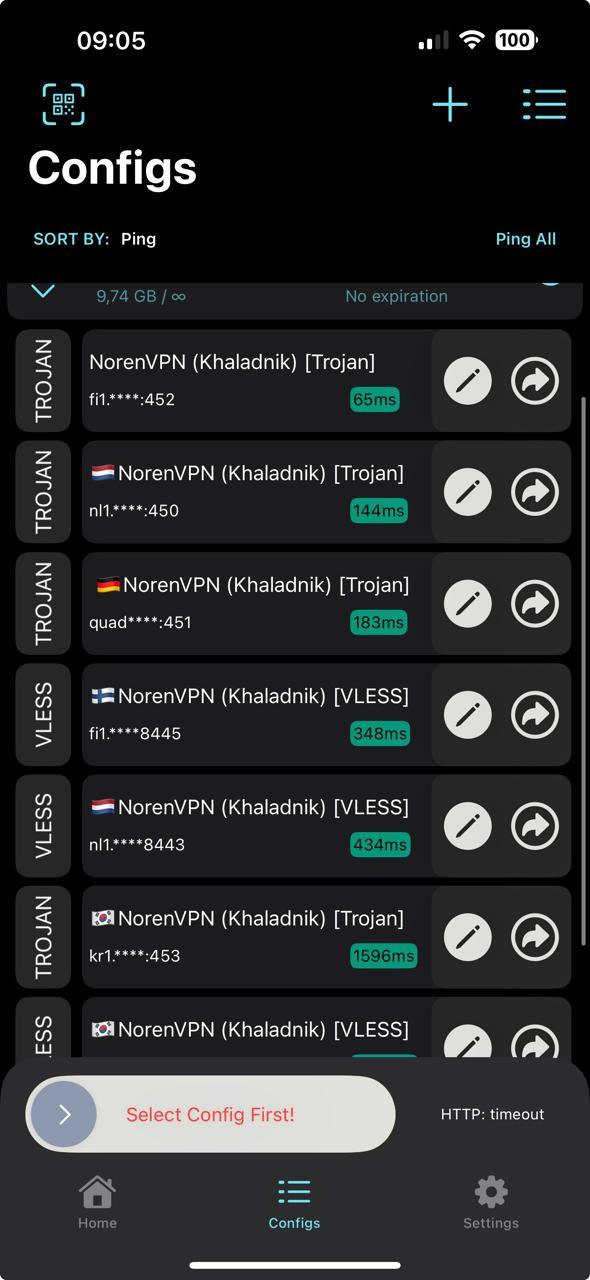 09:05
100
Configs
SORT BY: Ping
Ping All
9,74 GB / ∞
No expiration
TROJAN
NorenVPN (Khaladnik) [Trojan]
fi1.****:452
65ms
TROJAN
NorenVPN (Khaladnik) [Trojan]
nl1.****:450
144ms
TROJAN
NorenVPN (Khaladnik) [Trojan]
quad****:451
183ms
VLESS
NorenVPN (Khaladnik) [VLESS]
fi1.****8445
348ms
VLESS
NorenVPN (Khaladnik) [VLESS]
nl1.****8443
434ms
TROJAN
NorenVPN (Khaladnik) [Trojan]
kr1.****:453
1596ms
ESS
NorenVPN (Khaladnik) [VLESS]
Select Config First!
HTTP: timeout
Home
Configs
Settings